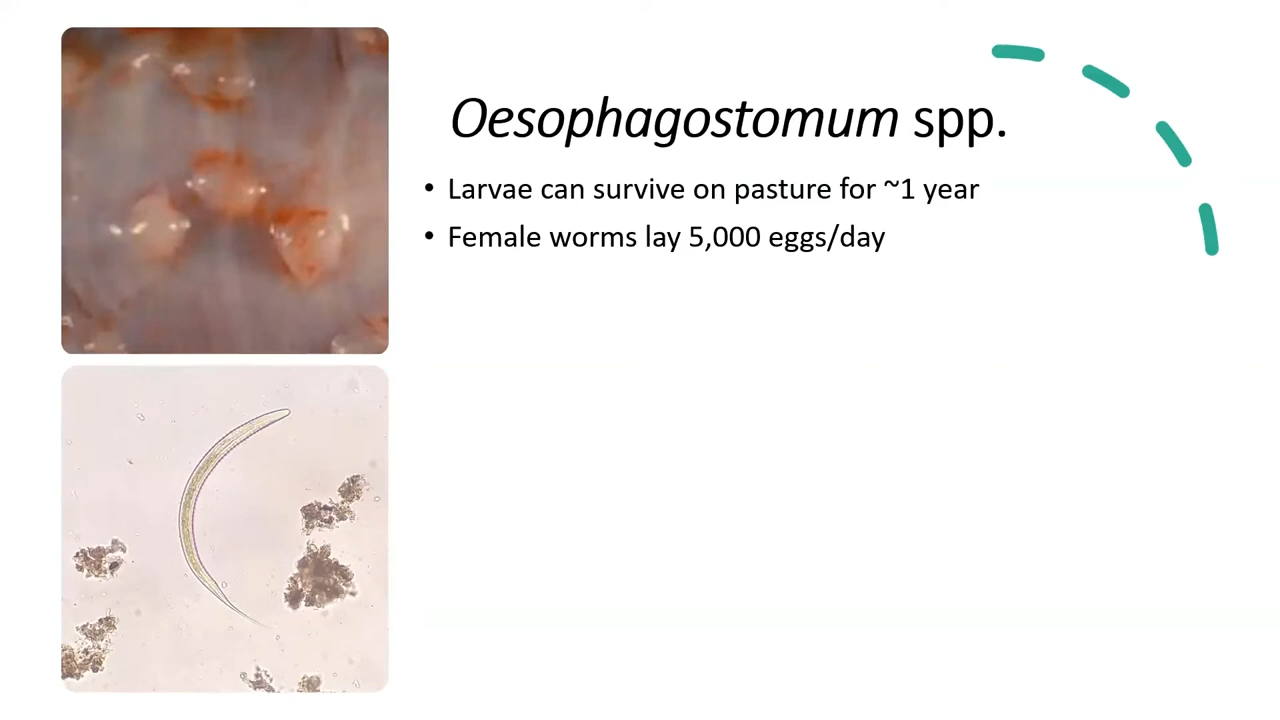 Oesophagostomum spp.
• Larvae can survive on pasture for ~1 year
• Female worms lay 5,000 eggs/day